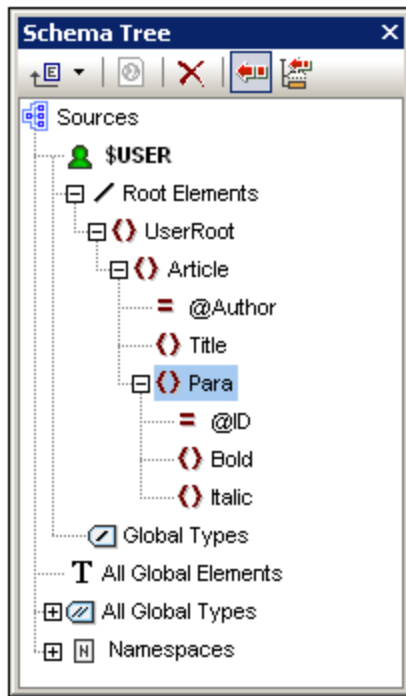 Schema Tree
Sources
$USER
Root Elements
UserRoot
Article
@Author
Title
Para
@ID
Bold
Italic
Global Types
All Global Elements
All Global Types
Namespaces